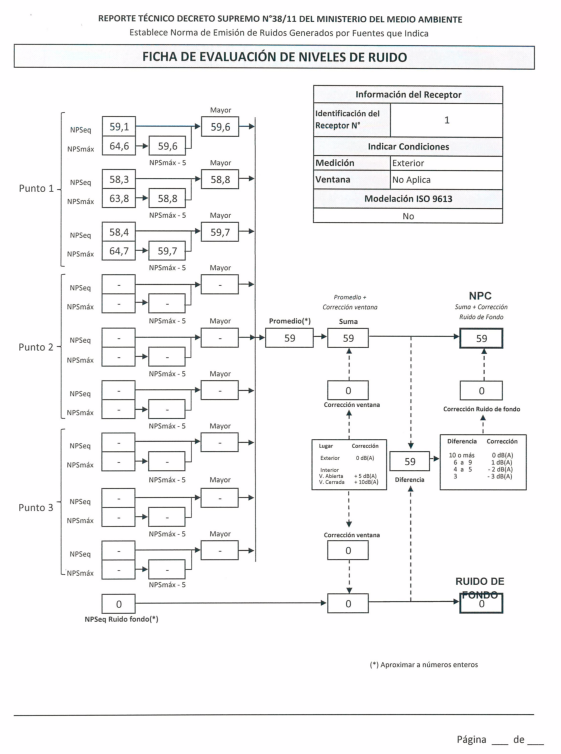 REPORTE TÉCNICO DECRETO SUPREMO N°38/11 DEL MINISTERIO DEL MEDIO AMBIENTE
Establece Norma de Emisión de Ruidos Generados por Fuentes que Indica
FICHA DE EVALUACIÓN DE NIVELES DE RUIDO
Información del Receptor
Identificación del Receptor N°
1
Indicar Condiciones
Medición Exterior
Ventana No Aplica
Modelación ISO 9613
No
Punto 1
Mayor
NPSeq 59,1 59,6
NPSmáx 64,6 59,6
NPSmáx - 5
Mayor
NPSeq 58,3 58,8
NPSmáx 63,8 58,8
NPSmáx - 5
Mayor
NPSeq 58,4 59,7
NPSmáx 64,7 59,7
NPSmáx - 5
Punto 2
Mayor
NPSeq - -
NPSmáx - -
NPSmáx - 5
Mayor
NPSeq - -
NPSmáx - -
NPSmáx - 5
Mayor
NPSeq - -
NPSmáx - -
NPSmáx - 5
Punto 3
Mayor
NPSeq - -
NPSmáx - -
NPSmáx - 5
Mayor
NPSeq - -
NPSmáx - -
NPSmáx - 5
Mayor
NPSeq - -
NPSmáx - -
NPSmáx - 5
Promedio(*)
59
Promedio +
Corrección ventana
Suma
59
NPC
Suma + Corrección
Ruido de Fondo
59
0
Corrección ventana
0
Corrección Ruido de fondo
Lugar Corrección
Exterior 0 dB(A)
Interior
V. Abierta + 5 dB(A)
V. Cerrada + 10dB(A)
59
Diferencia
Diferencia Corrección
10 o más 0 dB(A)
6 a 9 1 dB(A)
4 a 5 - 2 dB(A)
3 - 3 dB(A)
Corrección ventana
0
RUIDO DE
FONDO
0
0
0
NPSeq Ruido fondo(*)
(*) Aproximar a números enteros
Página ___ de ___